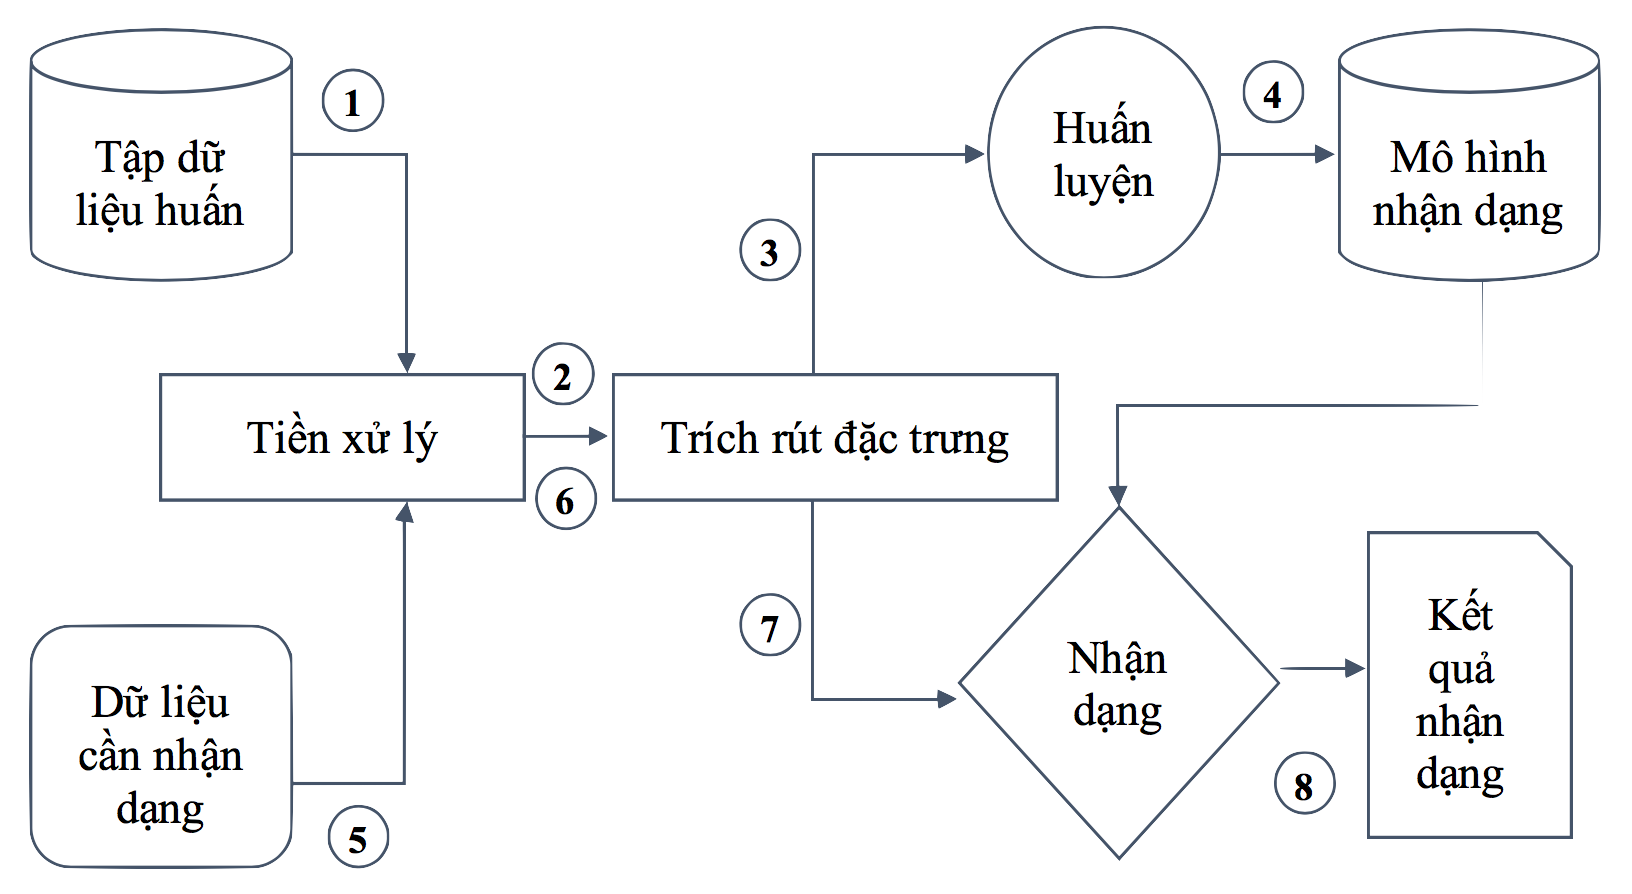 1
Tập dữ
liệu huấn
Huấn
luyện
4
Mô hình
nhận dạng
3
2
Tiền xử lý
Trích rút đặc trưng
6
7
Dữ liệu
cần nhận
dạng
5
Nhận
dạng
8
Kết
quả
nhận
dạng